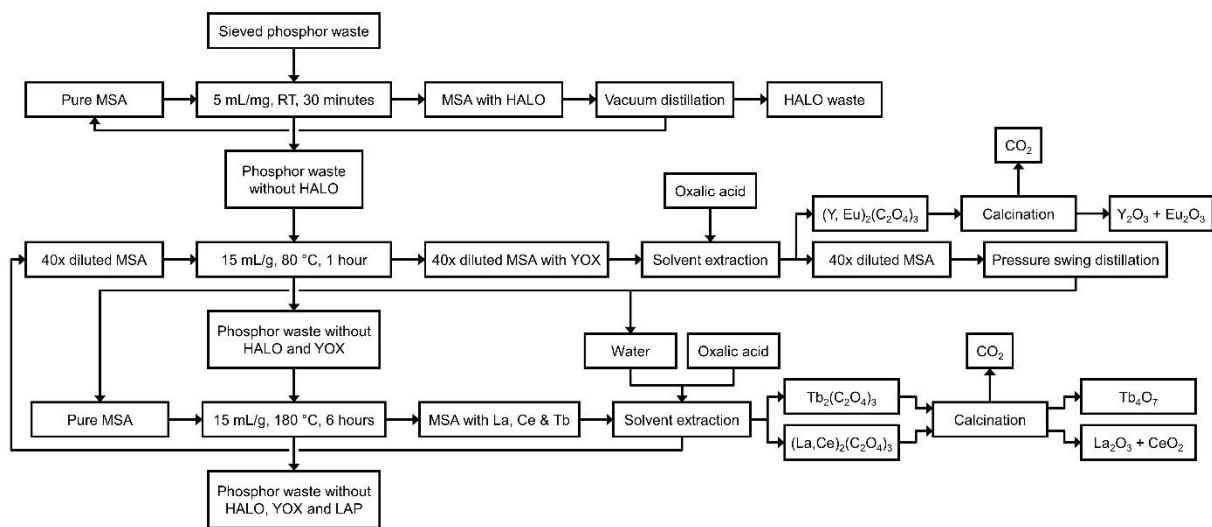 Sieved phosphor waste
Pure MSA
5 mL/mg, RT, 30 minutes
MSA with HALO
Vacuum distillation
HALO waste
CO₂
Phosphor waste
without HALO
Oxalic acid
(Y, Eu)₂(C₂O₄)₃
Calcination
Y₂O₃ + Eu₂O₃
40x diluted MSA
15 mL/g, 80 °C, 1 hour
40x diluted MSA with YOX
Solvent extraction
40x diluted MSA
Pressure swing distillation
Phosphor waste without
HALO and YOX
Water
Oxalic acid
CO₂
Pure MSA
15 mL/g, 180 °C, 6 hours
MSA with La, Ce & Tb
Solvent extraction
Tb₂(C₂O₄)₃
(La,Ce)₂(C₂O₄)₃
Calcination
Tb₄O₇
La₂O₃ + CeO₂
Phosphor waste without
HALO, YOX and LAP